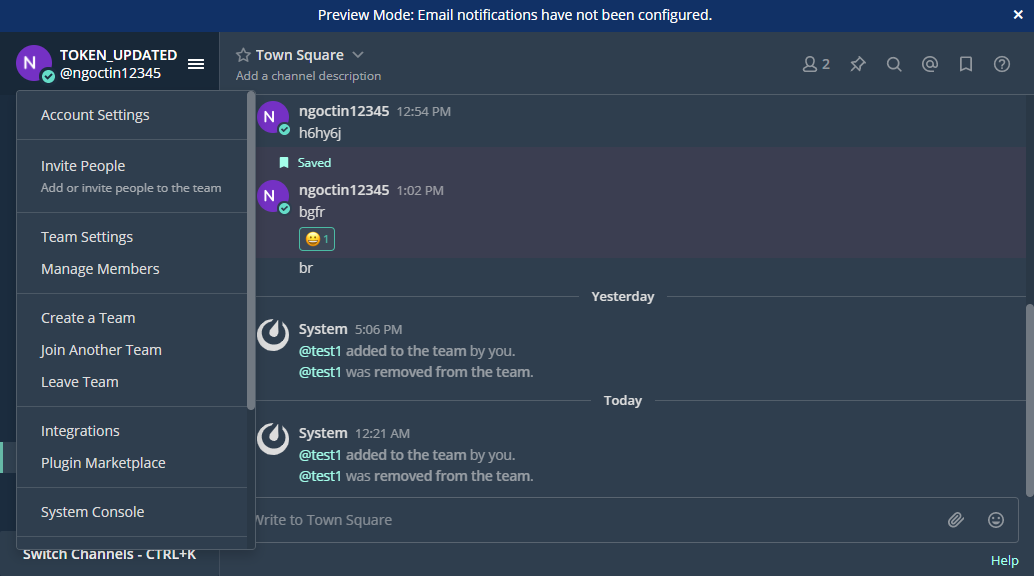 Preview Mode: Email notifications have not been configured.
N
TOKEN_UPDATED
@ngoctin12345
Town Square
Add a channel description
2
Account Settings
Invite People
Add or invite people to the team
Team Settings
Manage Members
Create a Team
Join Another Team
Leave Team
Integrations
Plugin Marketplace
System Console
Switch Channels - CTRL+K
N
ngoctin12345 12:54 PM
h6hy6j
Saved
N
ngoctin12345 1:02 PM
bgfr
1
br
Yesterday
System 5:06 PM
@test1 added to the team by you.
@test1 was removed from the team.
Today
System 12:21 AM
@test1 added to the team by you.
@test1 was removed from the team.
Write to Town Square
Help